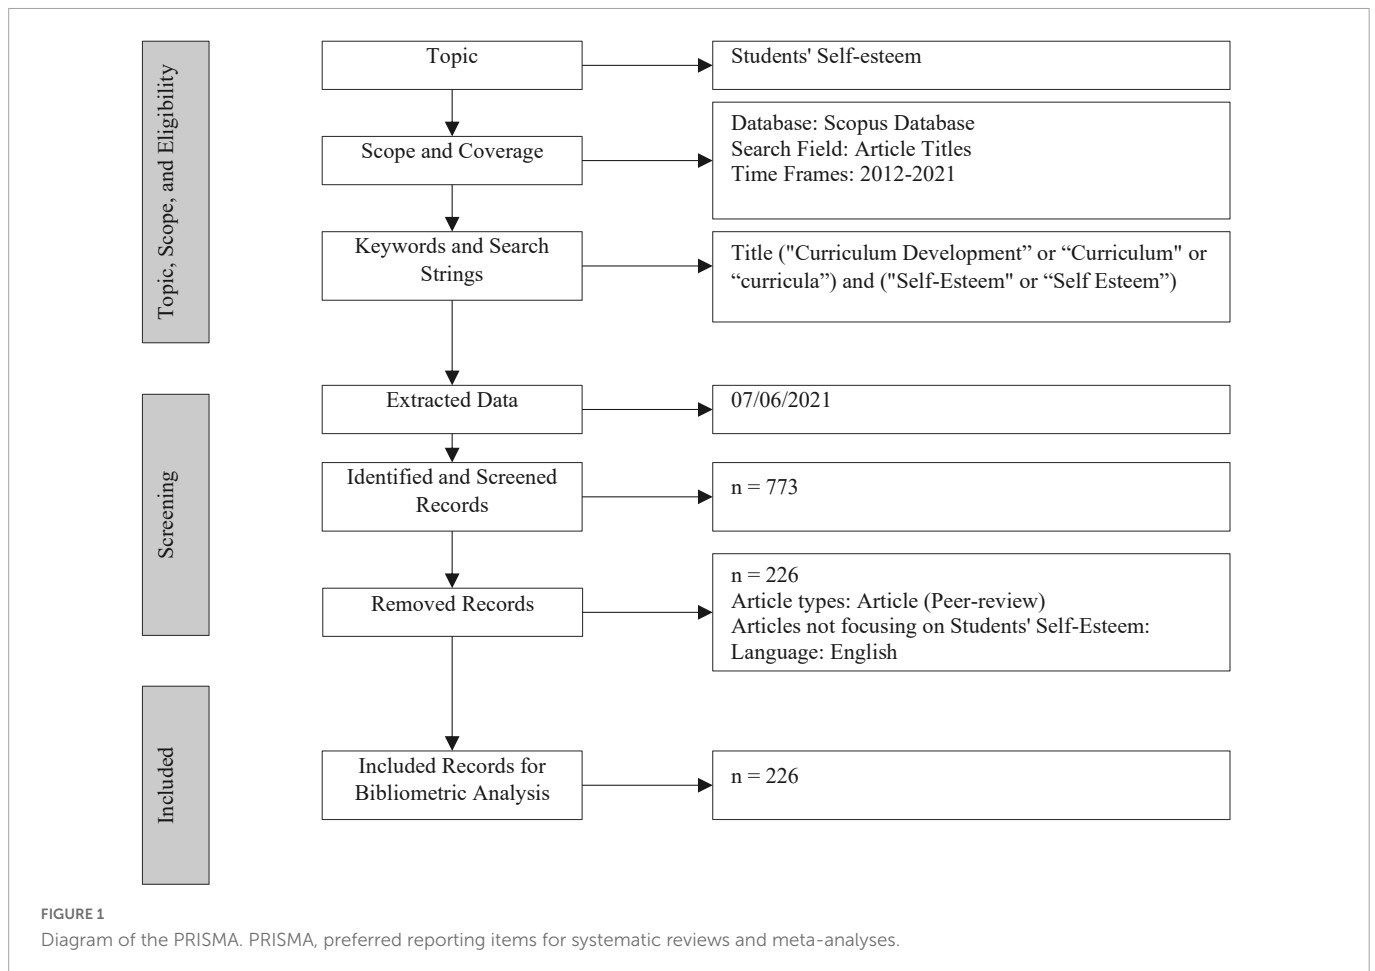 Topic, Scope, and Eligibility
Topic
Students' Self-esteem
Scope and Coverage
Database: Scopus Database
Search Field: Article Titles
Time Frames: 2012-2021
Keywords and Search
Strings
Title ("Curriculum Development” or “Curriculum" or
“curricula”) and ("Self-Esteem" or “Self Esteem”)
Screening
Extracted Data
07/06/2021
Identified and Screened
Records
n = 773
Removed Records
n = 226
Article types: Article (Peer-review)
Articles not focusing on Students' Self-Esteem:
Language: English
Included
Included Records for
Bibliometric Analysis
n = 226
FIGURE 1
Diagram of the PRISMA. PRISMA, preferred reporting items for systematic reviews and meta-analyses.